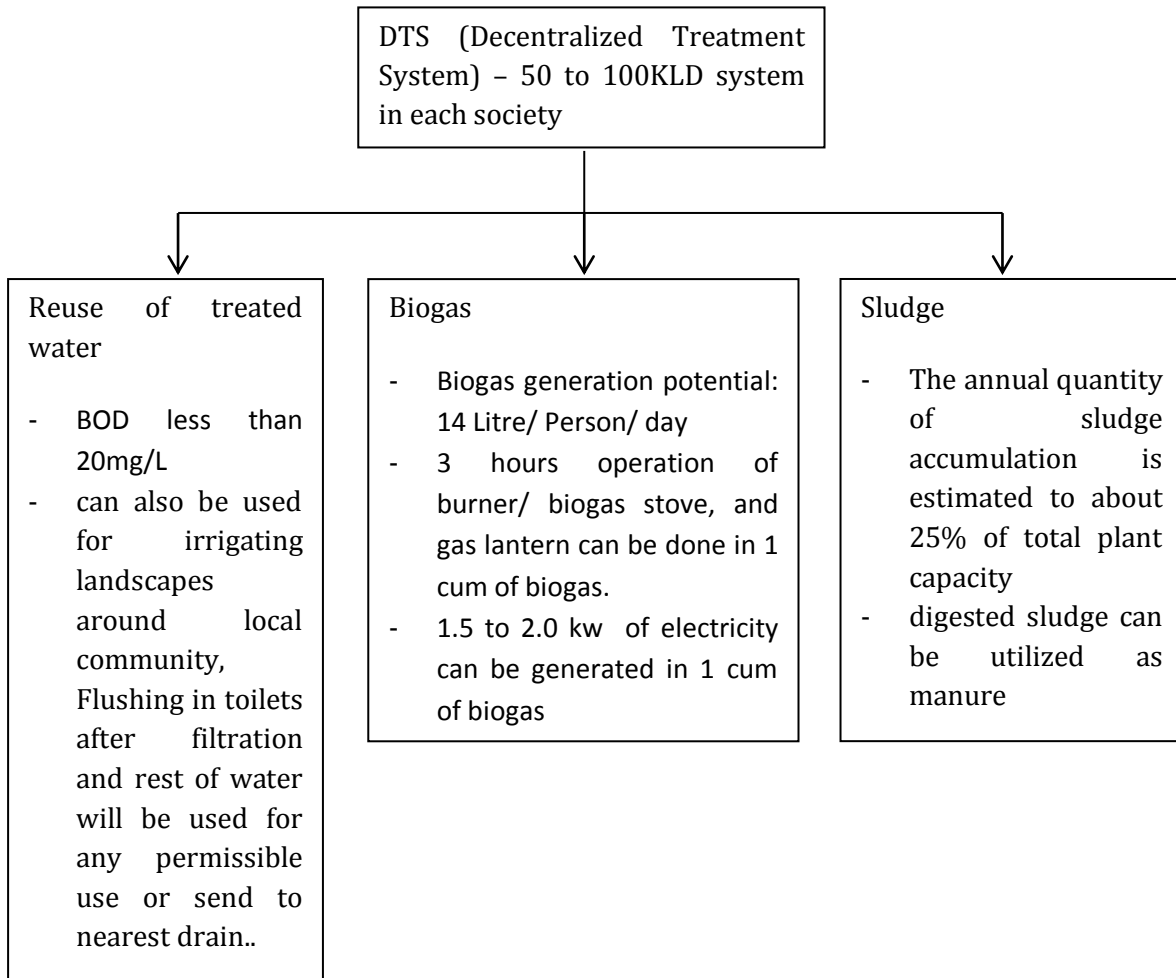 DTS (Decentralized Treatment
System) – 50 to 100KLD system
in each society
Reuse of treated
water
- BOD less than
20mg/L
- can also be used
for irrigating
landscapes
around local
community,
Flushing in toilets
after filtration
and rest of water
will be used for
any permissible
use or send to
nearest drain..
Biogas
- Biogas generation potential:
14 Litre/ Person/ day
- 3 hours operation of
burner/ biogas stove, and
gas lantern can be done in 1
cum of biogas.
- 1.5 to 2.0 kw of electricity
can be generated in 1 cum
of biogas
Sludge
- The annual quantity
of sludge
accumulation is
estimated to about
25% of total plant
capacity
- digested sludge can
be utilized as
manure